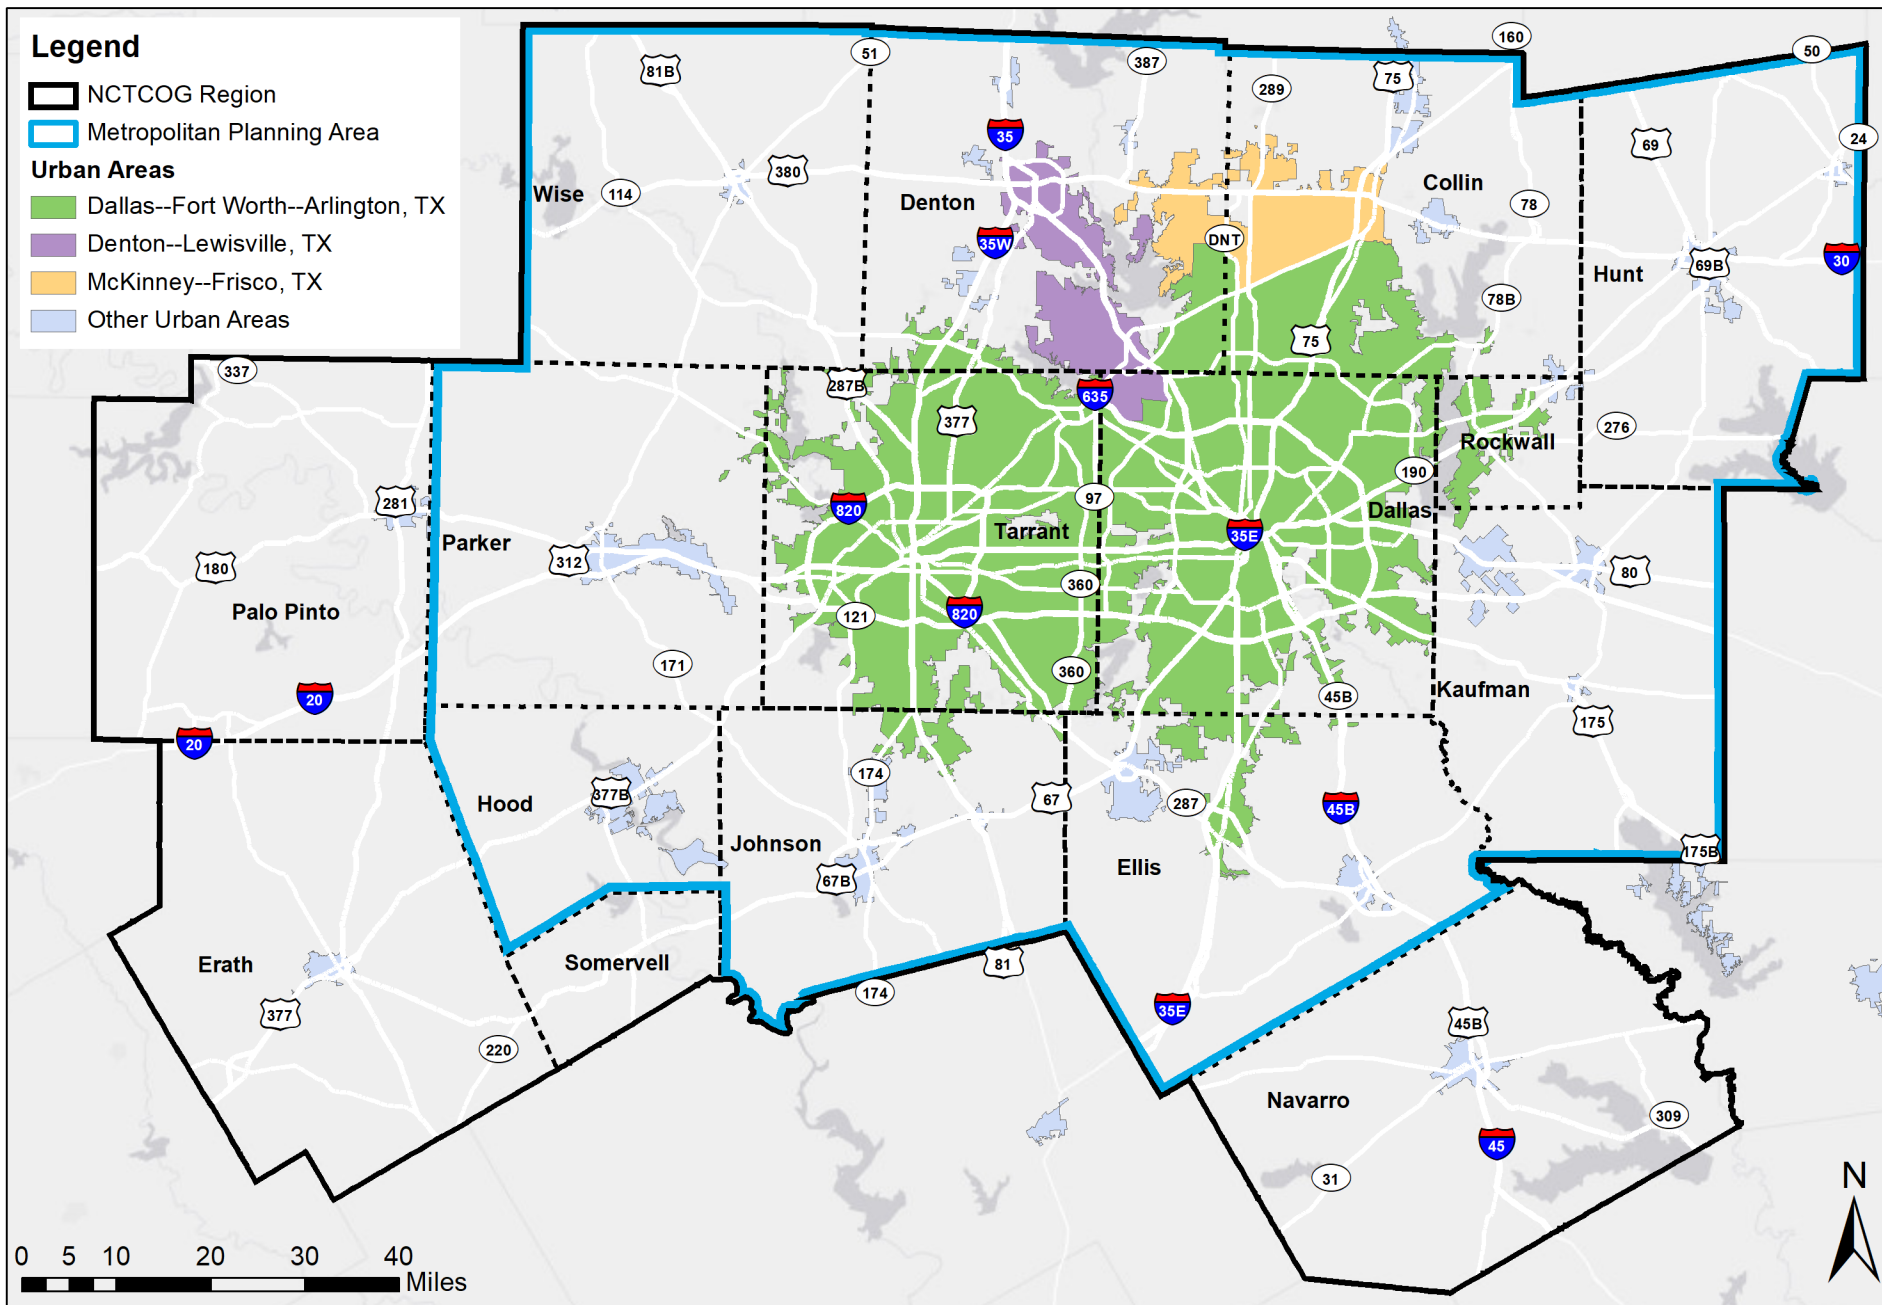 Legend
NCTCOG Region
Metropolitan Planning Area
Urban Areas
Dallas--Fort Worth--Arlington, TX
Denton--Lewisville, TX
McKinney--Frisco, TX
Other Urban Areas
160
50
51
387
81B
75
289
35
24
69
380
Collin
Wise
114
Denton
78
DNT
35W
30
69B
Hunt
78B
75
337
287B
635
377
276
Rockwall
190
281
97
820
Dallas
Tarrant
35E
Parker
312
180
80
360
Palo Pinto
820
121
171
360
Kaufman
20
45B
175
20
174
377B
Hood
67
287
45B
Johnson
175B
Ellis
67B
Erath
Somervell
81
174
35E
377
45B
220
Navarro
309
45
31
N
0 5 10 20 30 40
Miles